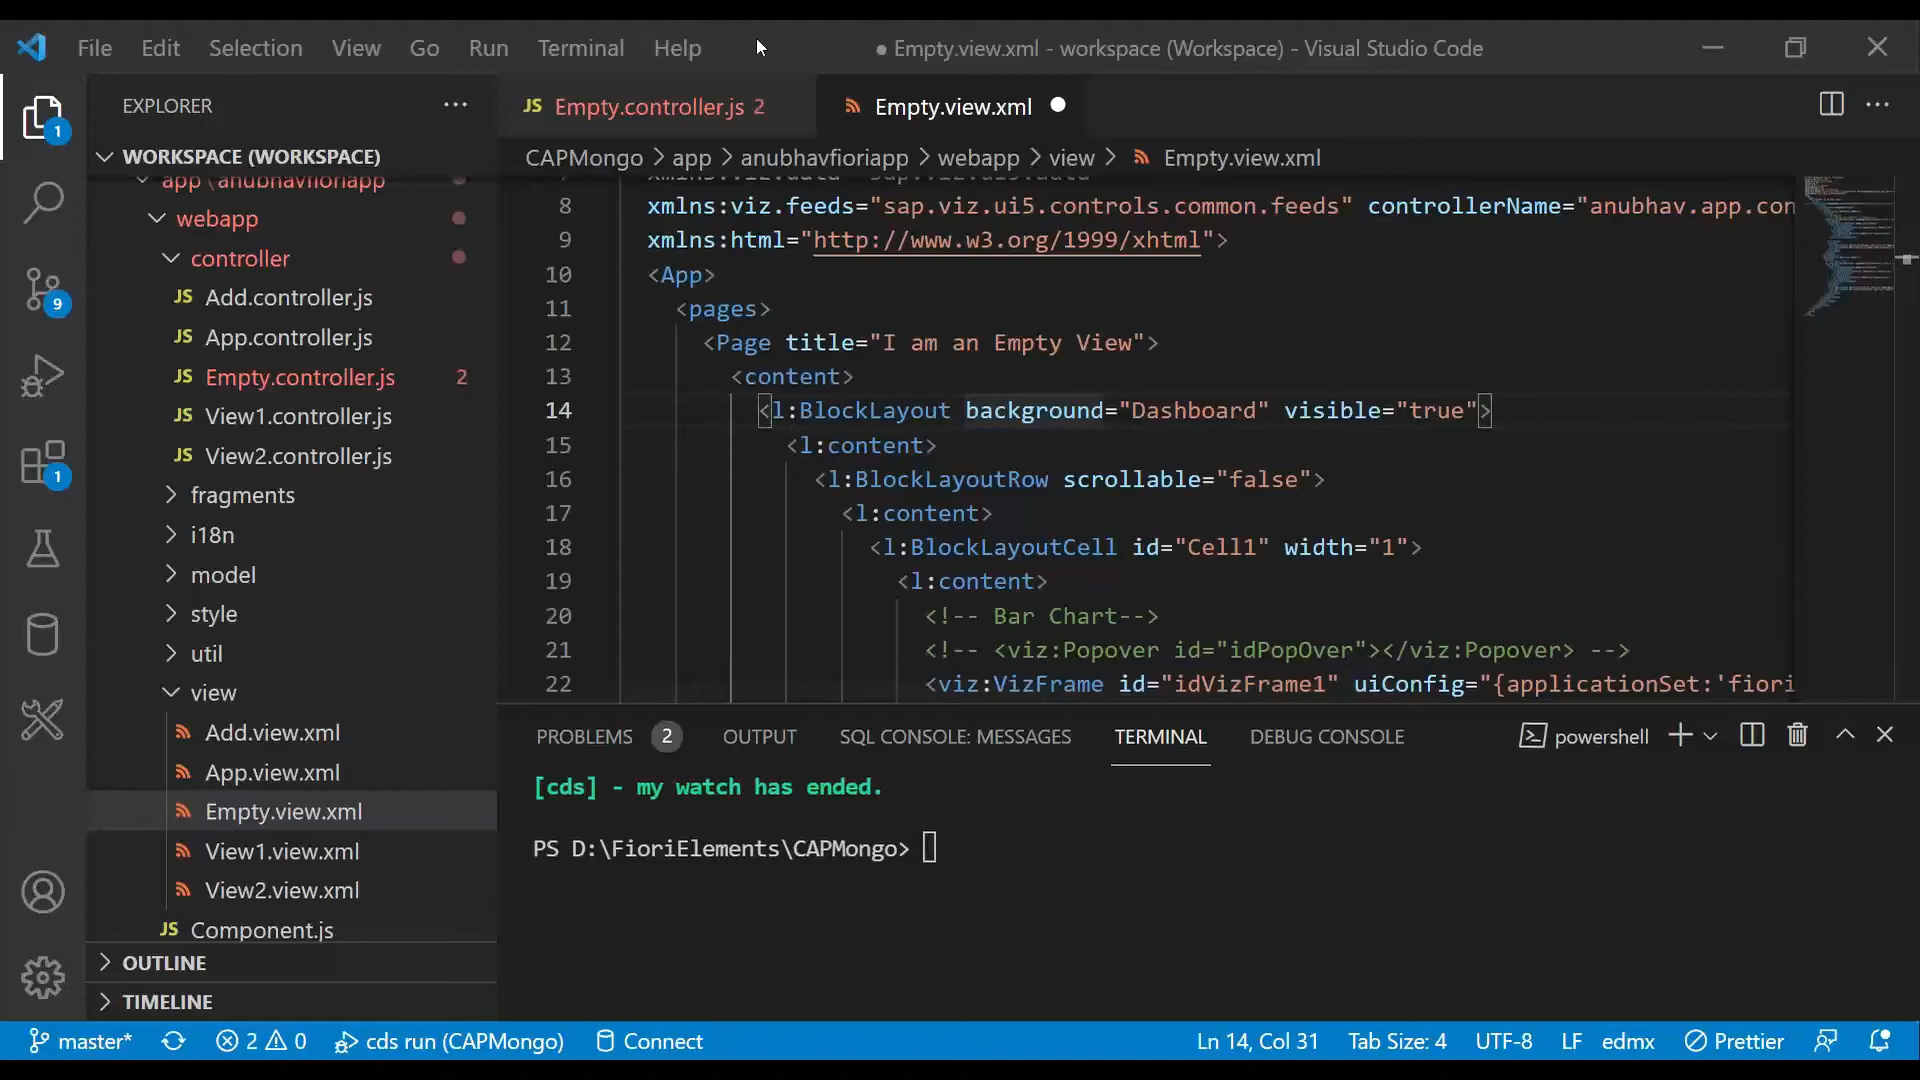 File Edit Selection View Go Run Terminal Help
● Empty.view.xml - workspace (Workspace) - Visual Studio Code
EXPLORER ...
WORKSPACE (WORKSPACE)
app \anubhavfioriapp
webapp
controller
JS Add.controller.js
JS App.controller.js
JS Empty.controller.js 2
JS View1.controller.js
JS View2.controller.js
fragments
i18n
model
style
util
view
Add.view.xml
App.view.xml
Empty.view.xml
View1.view.xml
View2.view.xml
JS Component.js
OUTLINE
TIMELINE
1
9
1
JS Empty.controller.js 2
Empty.view.xml
CAPMongo > app > anubhavfioriapp > webapp > view > Empty.view.xml
8 xmlns:viz.feeds="sap.viz.ui5.controls.common.feeds" controllerName="anubhav.app.con
9 xmlns:html="http://www.w3.org/1999/xhtml">
10 <App>
11 <pages>
12 <Page title="I am an Empty View">
13 <content>
14 <l:BlockLayout background="Dashboard" visible="true">
15 <l:content>
16 <l:BlockLayoutRow scrollable="false">
17 <l:content>
18 <l:BlockLayoutCell id="Cell1" width="1">
19 <l:content>
20 <!-- Bar Chart-->
21 <!-- <viz:Popover id="idPopOver"></viz:Popover> -->
22 <viz:VizFrame id="idVizFrame1" uiConfig="{applicationSet:'fiori
PROBLEMS 2 OUTPUT SQL CONSOLE: MESSAGES TERMINAL DEBUG CONSOLE powershell
[cds] - my watch has ended.
PS D:\FioriElements\CAPMongo>
master* 2 0 cds run (CAPMongo) Connect Ln 14, Col 31 Tab Size: 4 UTF-8 LF edmx Prettier